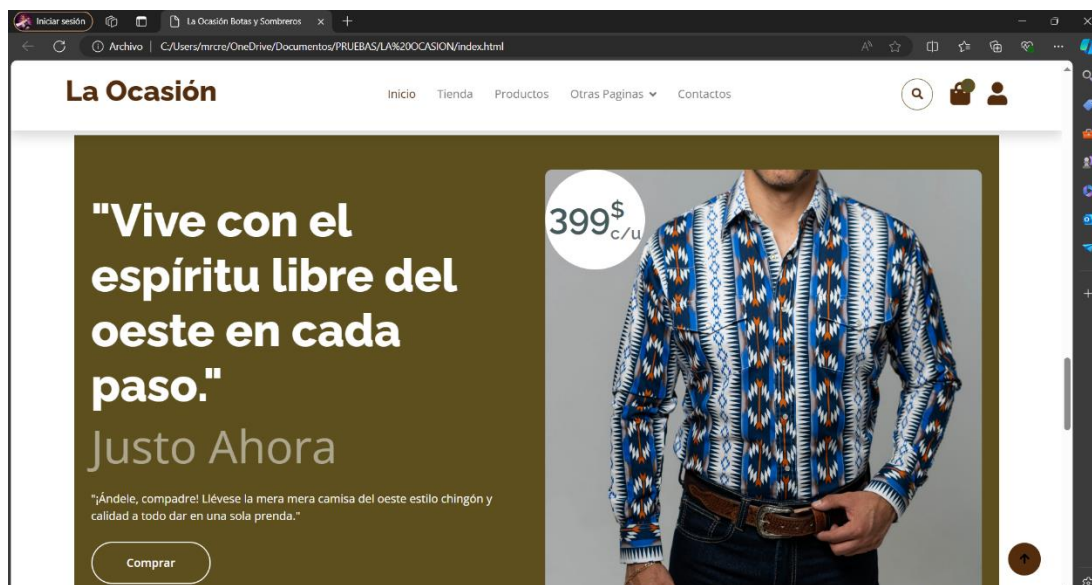 Iniciar sesión
La Ocasión Botas y Sombreros
Archivo
C:/Users/mrcre/OneDrive/Documentos/PRUEBAS/LA%20OCASION/index.html
La Ocasión
Inicio Tienda Productos Otras Paginas Contactos
"Vive con el
espíritu libre del
oeste en cada
paso."
Justo Ahora
"¡Ándele, compadre! Llévese la mera mera camisa del oeste estilo chingón y
calidad a todo dar en una sola prenda."
Comprar
399$
c/u